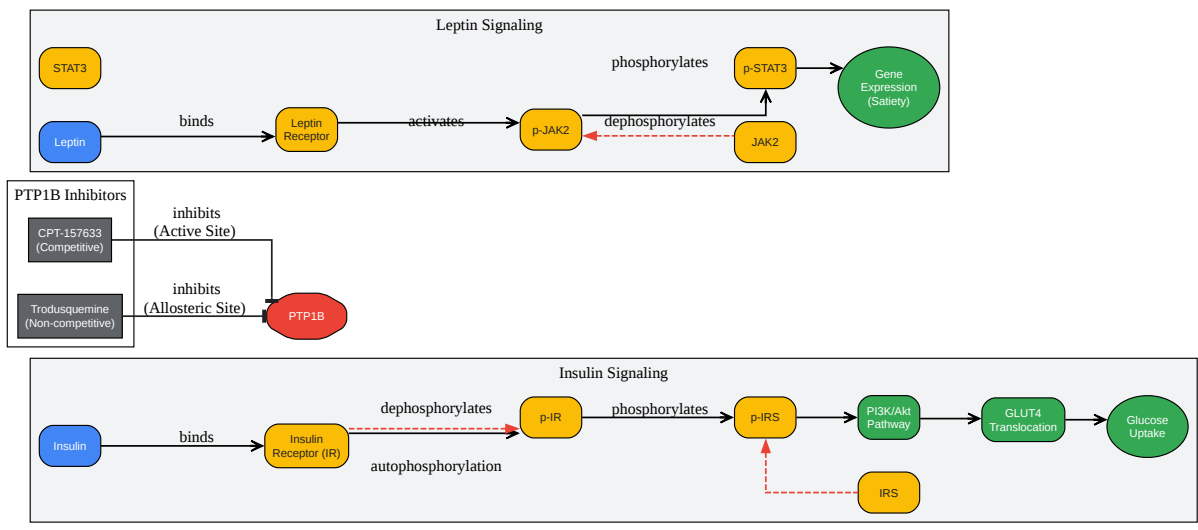 Leptin Signaling
STAT3
phosphorylates
p-STAT3
Gene
Expression
(Satiety)
Leptin
binds
Leptin
Receptor
activates
p-JAK2
dephosphorylates
JAK2
PTP1B Inhibitors
CPT-157633
(Competitive)
inhibits
(Active Site)
Trodusquemine
(Non-competitive)
inhibits
(Allosteric Site)
PTP1B
Insulin Signaling
Insulin
binds
Insulin
Receptor (IR)
dephosphorylates
autophosphorylation
p-IR
phosphorylates
p-IRS
PI3K/Akt
Pathway
GLUT4
Translocation
Glucose
Uptake
IRS